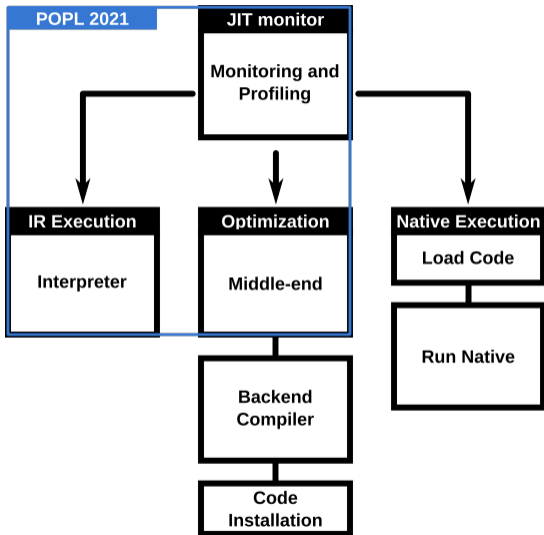 POPL 2021
JIT monitor
Monitoring and
Profiling
IR Execution
Interpreter
Optimization
Middle-end
Native Execution
Load Code
Run Native
Backend
Compiler
Code
Installation